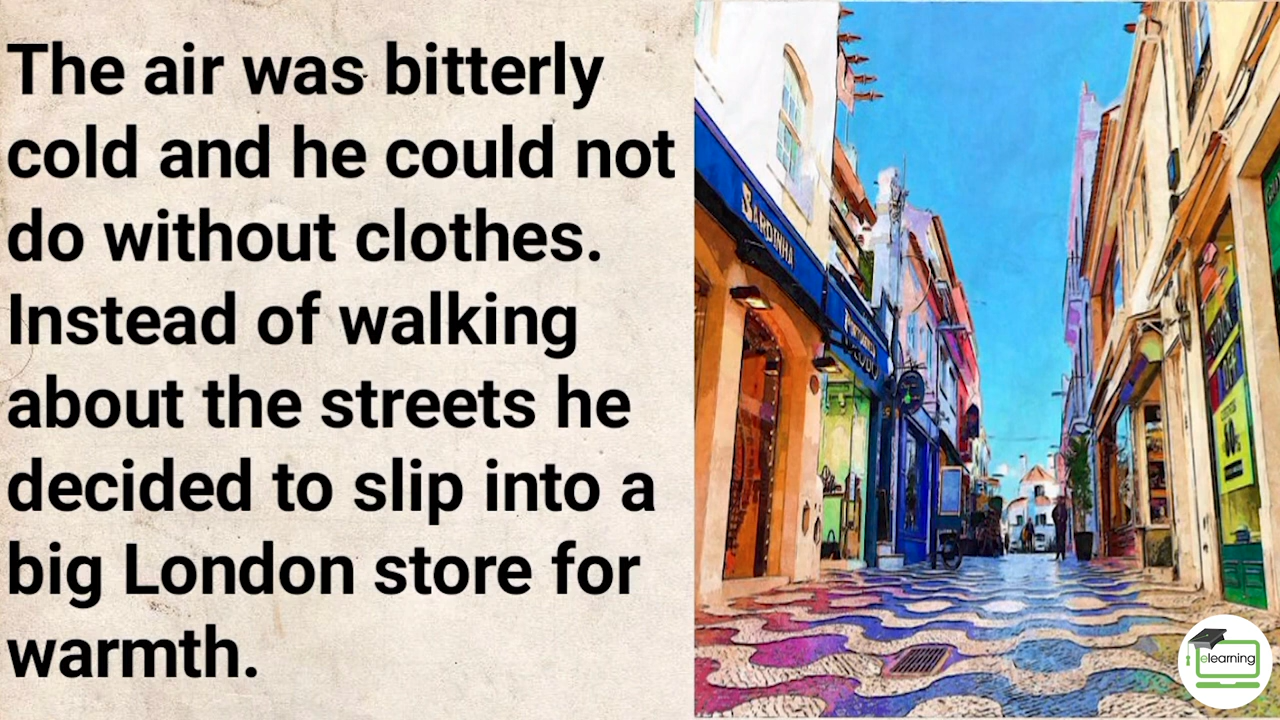 The air was bitterly
cold and he could not
do without clothes.
Instead of walking
about the streets he
decided to slip into a
big London store for
warmth.
SARDINHA
elearning